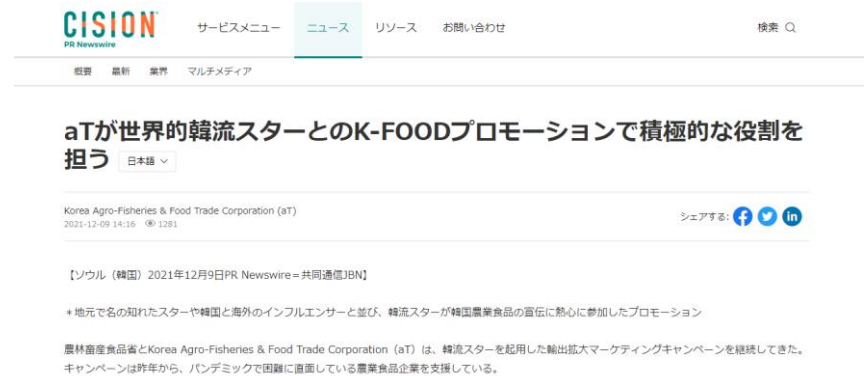 CISION
PR Newswire
サービスメニュー ニュース リソース お問い合わせ 検索
概要 最新 業界 マルチメディア
aTが世界的韓流スターとのK-FOODプロモーションで積極的な役割を
担う 日本語
Korea Agro-Fisheries & Food Trade Corporation (aT)
2021-12-09 14:16 1281
シェアする:
【ソウル（韓国）2021年12月9日PR Newswire＝共同通信JBN】
＊地元で名の知れたスターや韓国と海外のインフルエンサーと並び、韓流スターが韓国農業食品の宣伝に熱心に参加したプロモーション
農林畜産食品省とKorea Agro-Fisheries & Food Trade Corporation（aT）は、韓流スターを起用した輸出拡大マーケティングキャンペーンを継続してきた。
キャンペーンは昨年から、パンデミックで困難に直面している農業食品企業を支援している。